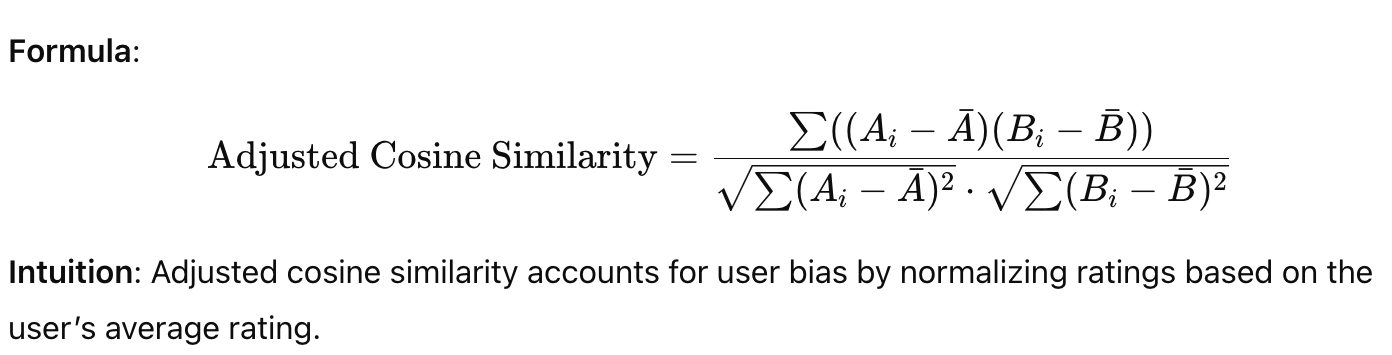 Formula:
Adjusted Cosine Similarity = \frac{\sum((A_i - \bar{A})(B_i - \bar{B}))}{\sqrt{\sum(A_i - \bar{A})^2} \cdot \sqrt{\sum(B_i - \bar{B})^2}}
Intuition: Adjusted cosine similarity accounts for user bias by normalizing ratings based on the
user's average rating.